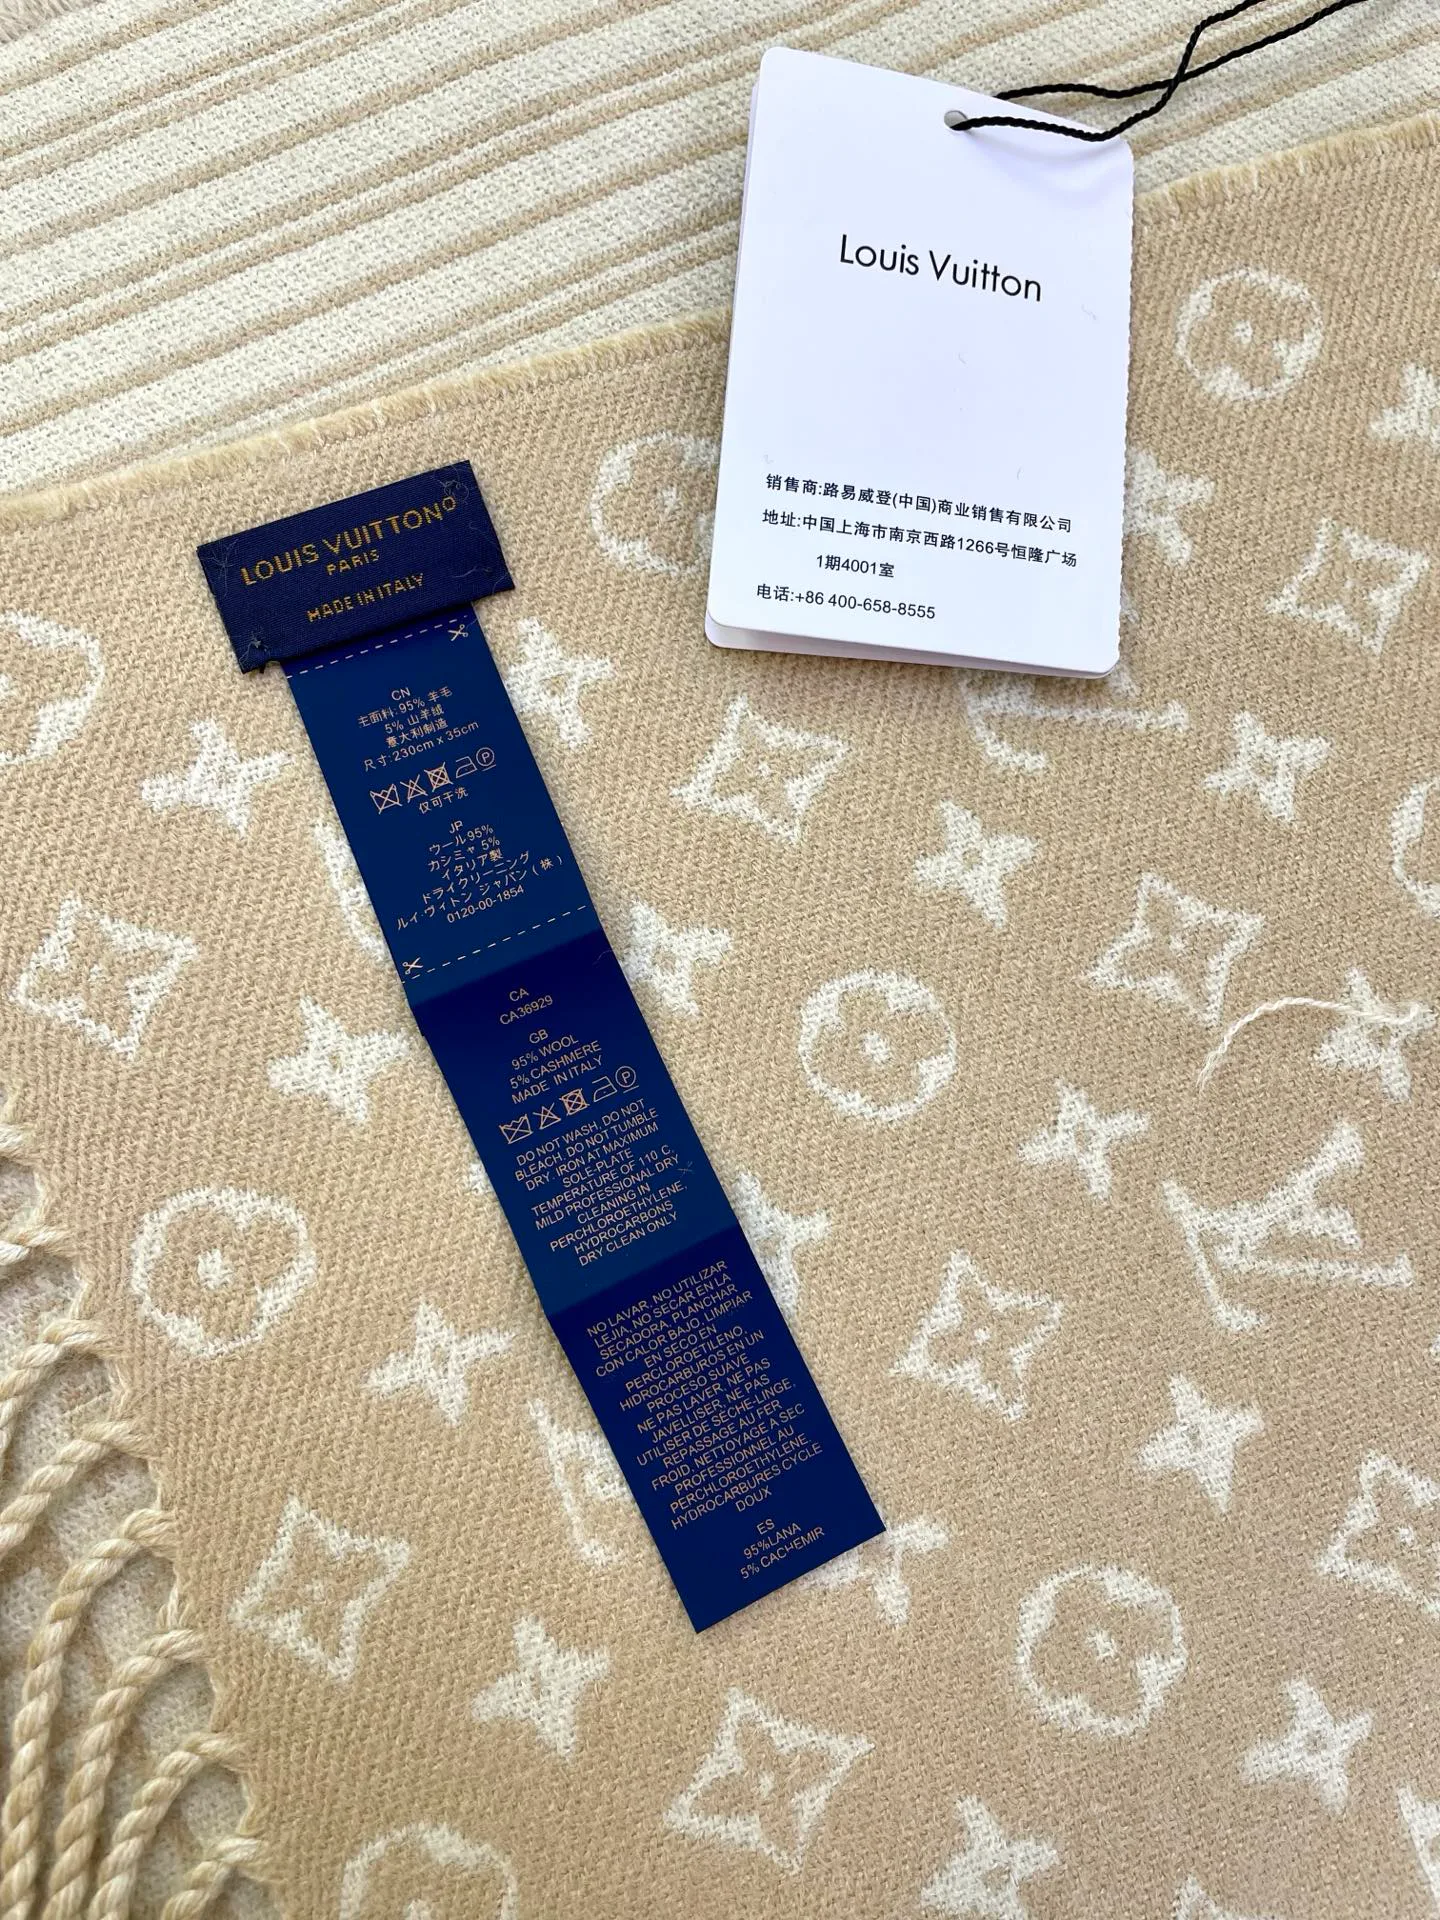 Louis Vuitton
销售商:路易威登(中国)商业销售有限公司
地址:中国上海市南京西路1266号恒隆广场
1期4001室
电话:+86 400-658-8555
LOUIS VUITTON
PARIS
MADE IN ITALY
CN
主面料:95% 羊毛
5% 山羊绒
意大利制造
尺寸:230cm x 35cm
P
仅可干洗
JP
ウール95%
カシミヤ 5%
イタリア製
ドライクリーニング
ルイ·ヴィトン ジャパン(株)
0120-00-1854
CA
CA36929
GB
95% WOOL
5% CASHMERE
MADE IN ITALY
P
DO NOT WASH, DO NOT
BLEACH, DO NOT TUMBLE
DRY, IRON AT MAXIMUM
SOLE-PLATE
TEMPERATURE OF 110 C,
MILD PROFESSIONAL DRY
CLEANING IN
PERCHLOROETHYLENE,
HYDROCARBONS
DRY CLEAN ONLY
NO LAVAR, NO UTILIZAR
LEJIA, NO SECAR EN LA
SECADORA, PLANCHAR
CON CALOR BAJO, LIMPIAR
EN SECO EN
PERCLOROETILENO,
HIDROCARBUROS EN UN
PROCESO SUAVE
NE PAS LAVER, NE PAS
JAVELLISER, NE PAS
UTILISER DE SÈCHE-LINGE,
REPASSAGE AU FER
FROID, NETTOYAGE A SEC
PROFESSIONNEL AU
PERCHLOROETHYLENE,
HYDROCARBURES CYCLE
DOUX
ES
95%LANA
5% CACHEMIR